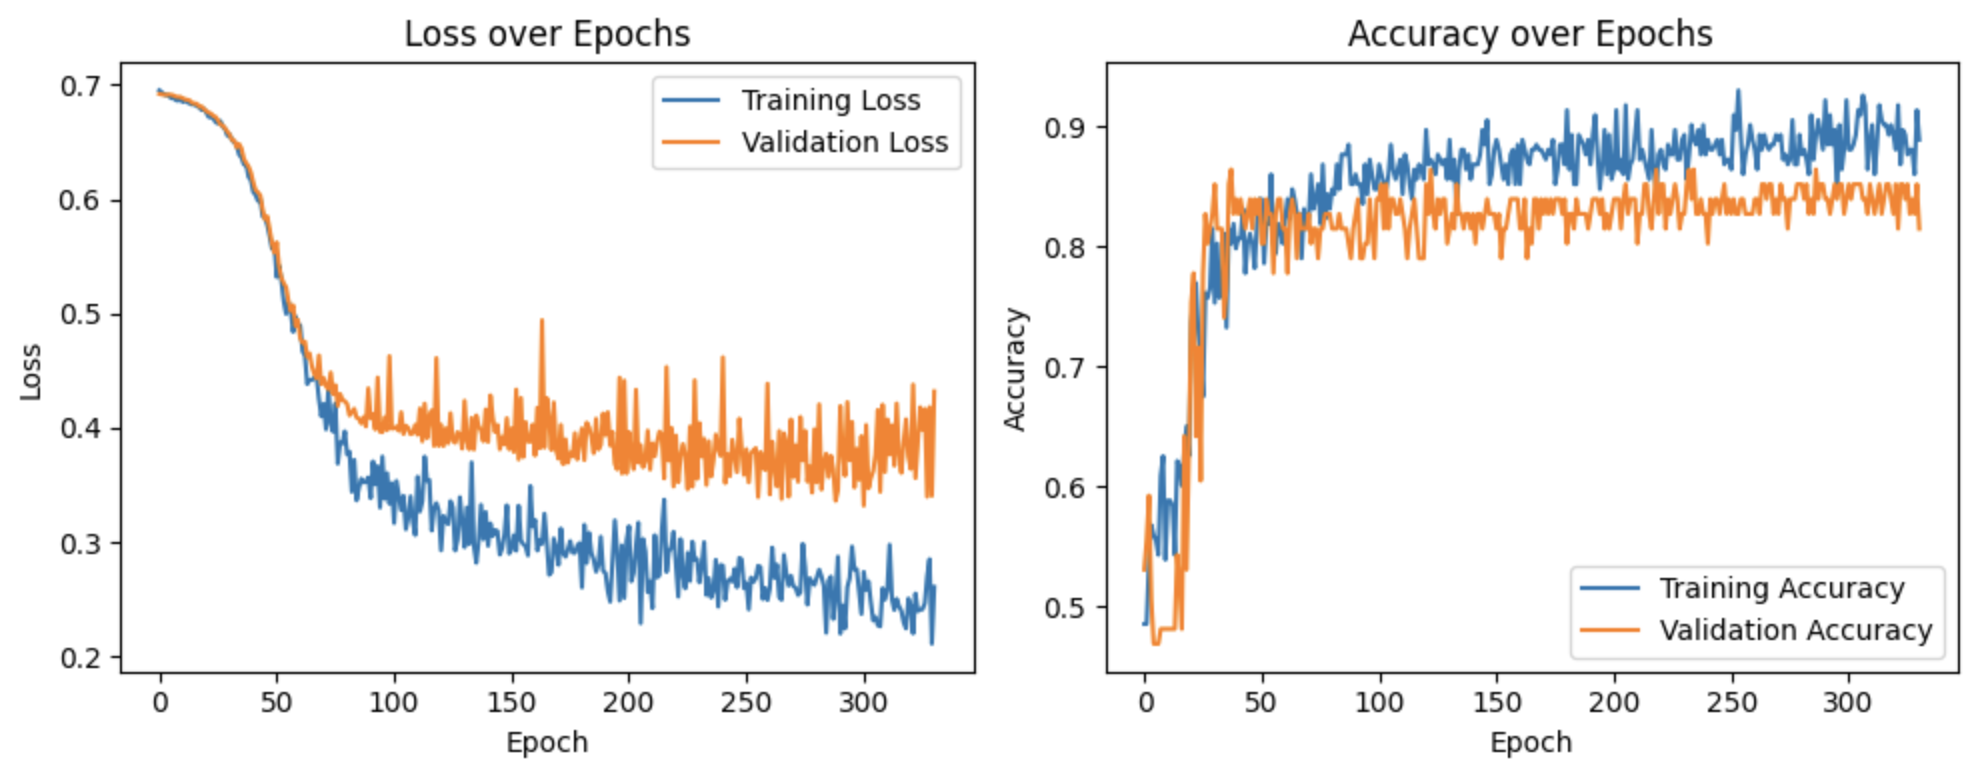 Loss over Epochs
0.7
0.6
0.5
0.4
0.3
0.2
Loss
0 50 100 150 200 250 300
Epoch
Training Loss
Validation Loss
Accuracy over Epochs
0.9
0.8
0.7
0.6
0.5
Accuracy
0 50 100 150 200 250 300
Epoch
Training Accuracy
Validation Accuracy